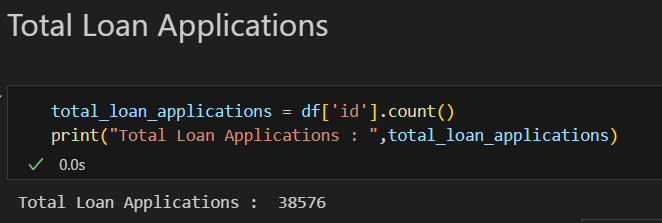 Total Loan Applications
total_loan_applications = df['id'].count()
print("Total Loan Applications : ",total_loan_applications)
0.0s
Total Loan Applications :  38576